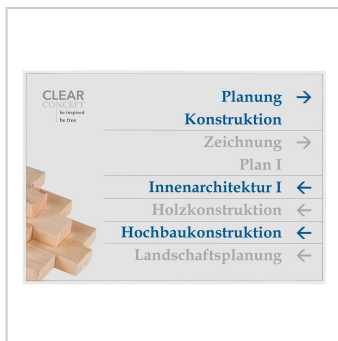 CLEAR
CONCEPT
be inspired
be free
Planung →
Konstruktion
Zeichnung →
Plan I
Innenarchitektur I ←
Holzkonstruktion ←
Hochbaukonstruktion ←
Landschaftsplanung ←